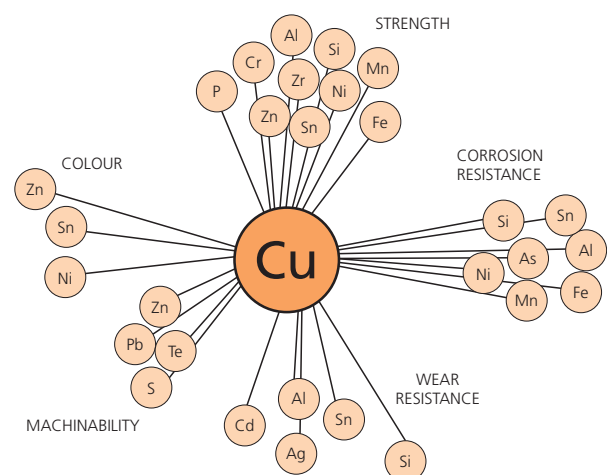 STRENGTH
Al
Si
Cr
Mn
Zr
P
Ni
Zn
Sn
Fe
COLOUR
Zn
Sn
Ni
CORROSION
RESISTANCE
Si
Sn
As
Al
Ni
Mn
Fe
Cu
Zn
Pb
Te
S
MACHINABILITY
WEAR
RESISTANCE
Al
Sn
Cd
Ag
Si